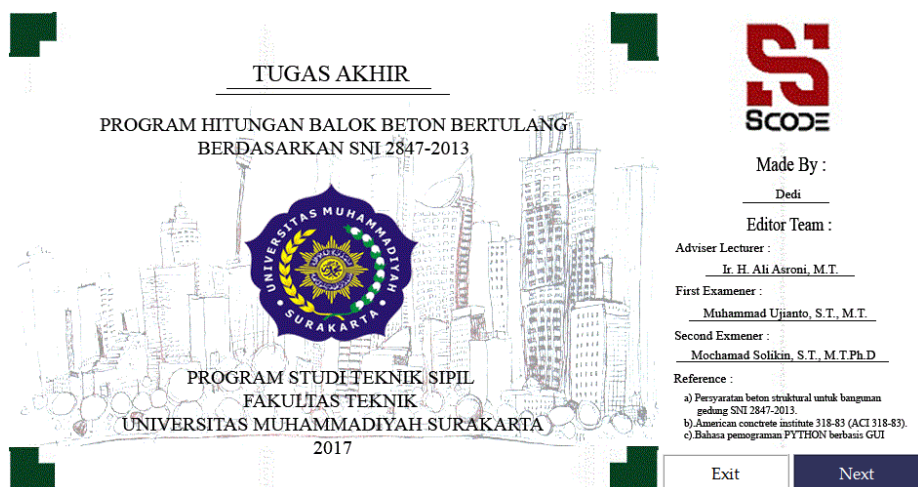 TUGAS AKHIR
PROGRAM HITUNGAN BALOK BETON BERTULANG
BERDASARKAN SNI 2847-2013
UNIVERSITAS MUHAMMADIYAH
SURAKARTA
PROGRAM STUDI TEKNIK SIPIL
FAKULTAS TEKNIK
UNIVERSITAS MUHAMMADIYAH SURAKARTA
2017
SCODE
Made By :
Dedi
Editor Team :
Adviser Lecturer :
Ir. H. Ali Asroni, M.T.
First Examener :
Muhammad Ujianto, S.T., M.T.
Second Exmener :
Mochamad Solikin, S.T., M.T.Ph.D
Reference :
a) Persyaratan beton struktural untuk bangunan
gedung SNI 2847-2013.
b).American conctrete institute 318-83 (ACI 318-83).
c).Bahasa pemograman PYTHON berbasis GUI
Exit
Next